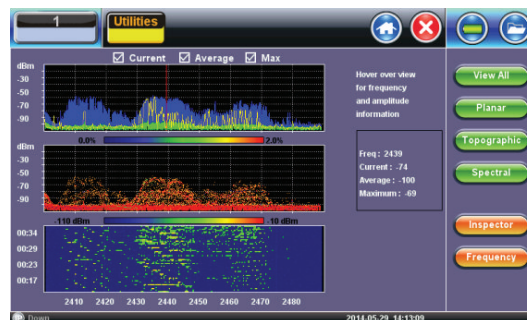 1
Utilities
Current Average Max
dBm
-30
-50
-70
-90
0.0% 2.0%
dBm
-30
-50
-70
-90
-110 dBm -10 dBm
00:34
00:29
00:23
00:17
2410 2420 2430 2440 2450 2460 2470 2480
Hover over view
for frequency
and amplitude
information
Freq : 2439
Current : -74
Average : -100
Maximum : -69
View All
Planar
Topographic
Spectral
Inspector
Frequency
Down
2014-05-29 14:13:09